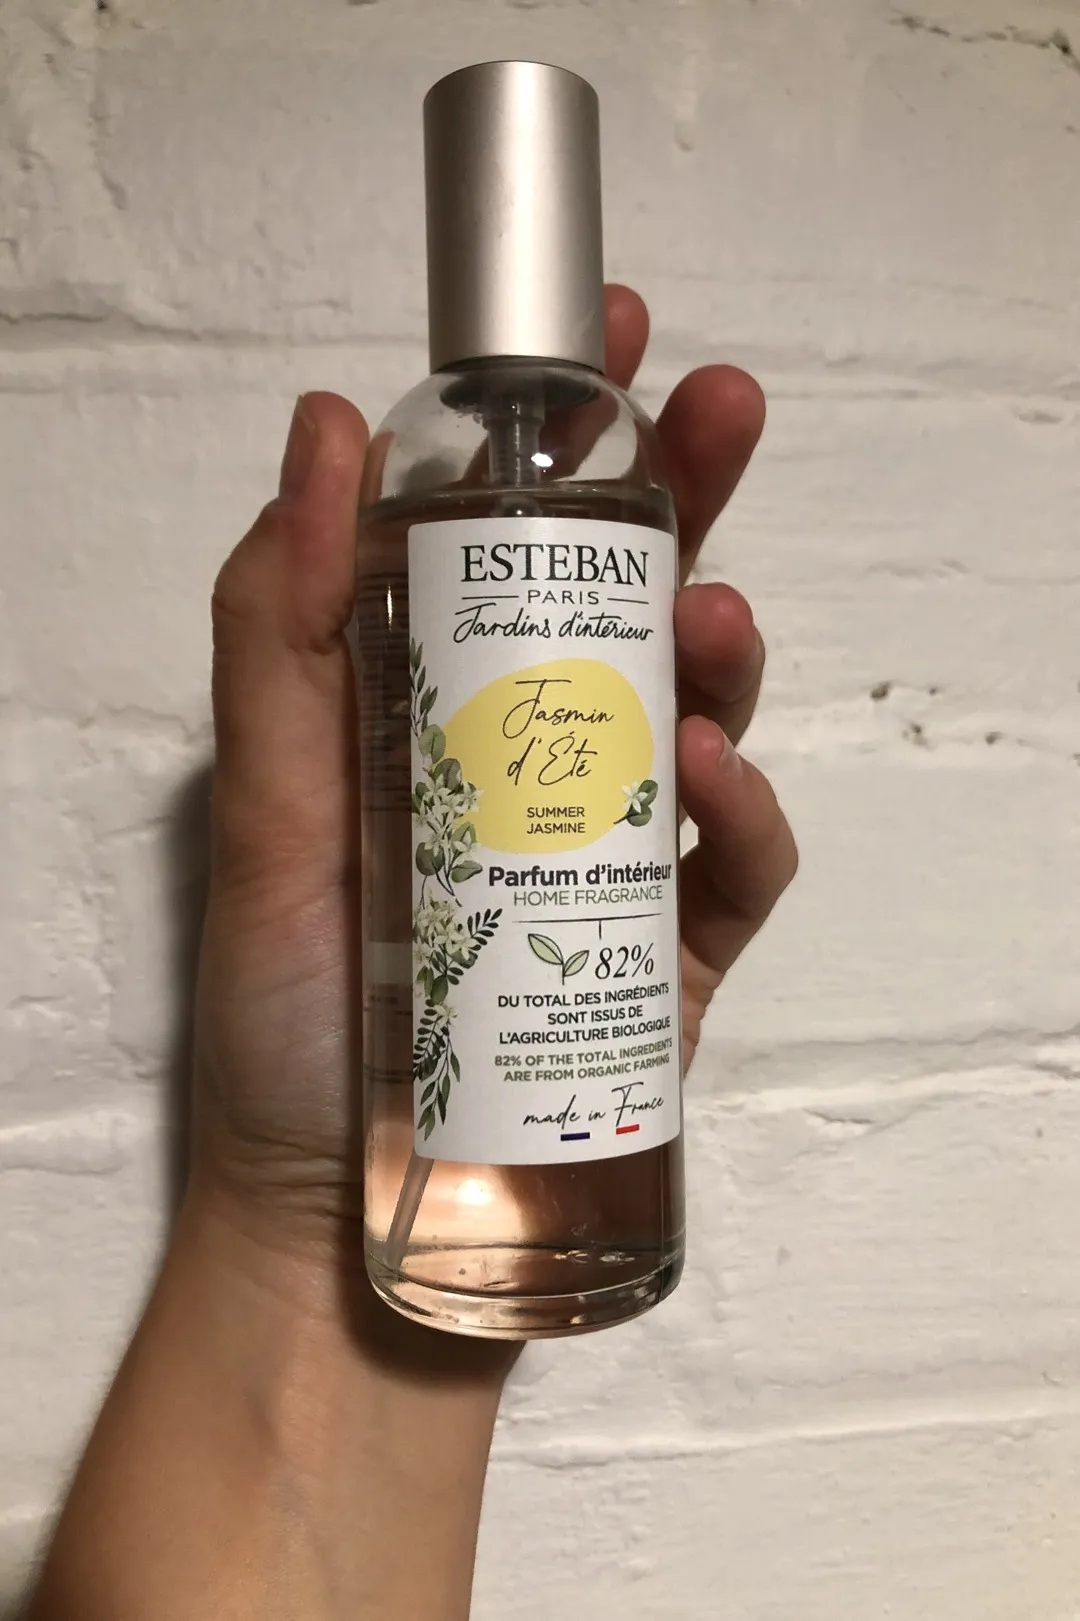 ESTEBAN
PARIS
Jardins d'intérieur
Jasmin
d'Été
SUMMER
JASMINE
Parfum d'intérieur
HOME FRAGRANCE
82%
DU TOTAL DES INGRÉDIENTS
SONT ISSUS DE
L'AGRICULTURE BIOLOGIQUE
82% OF THE TOTAL INGREDIENTS
ARE FROM ORGANIC FARMING
made in France